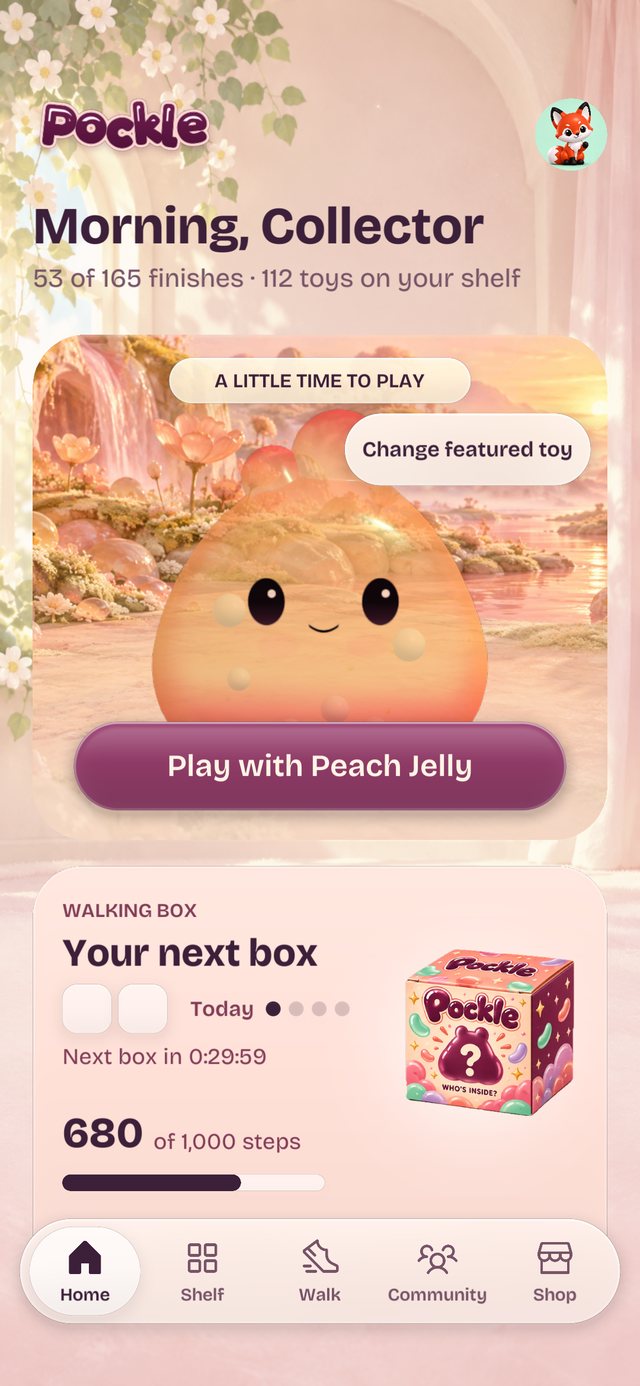 Pockle
Morning, Collector
53 of 165 finishes · 112 toys on your shelf
A LITTLE TIME TO PLAY
Change featured toy
Play with Peach Jelly
WALKING BOX
Your next box
Today
Next box in 0:29:59
680 of 1,000 steps
Pockle
Pockle
?
WHO'S INSIDE?
Home
Shelf
Walk
Community
Shop